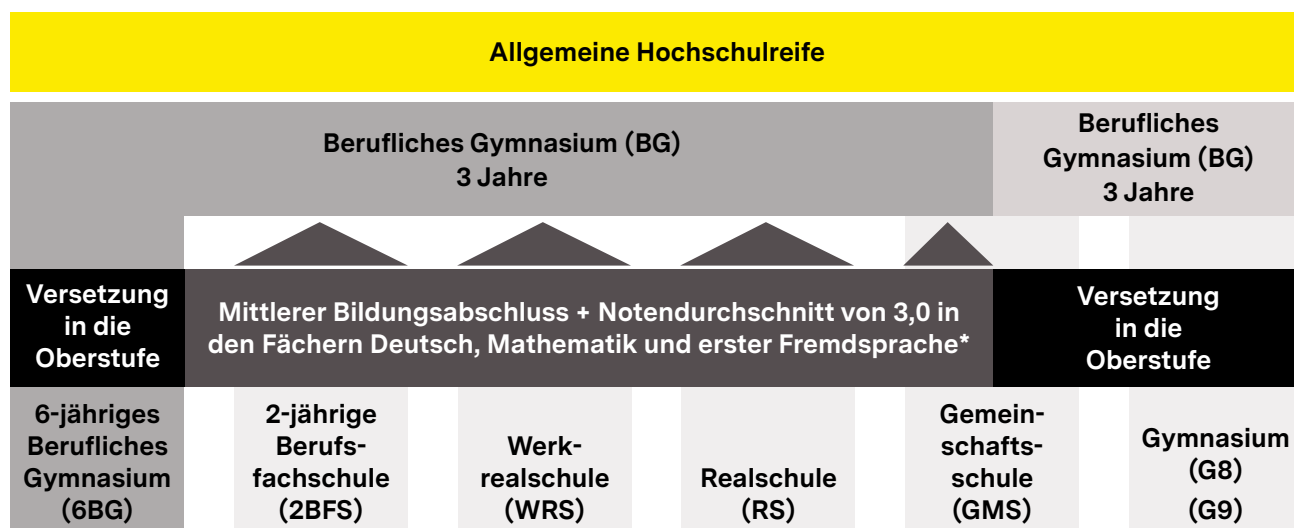 Allgemeine Hochschulreife
Berufliches Gymnasium (BG)
3 Jahre
Berufliches
Gymnasium (BG)
3 Jahre
Versetzung
in die
Oberstufe
Mittlerer Bildungsabschluss + Notendurchschnitt von 3,0 in
den Fächern Deutsch, Mathematik und erster Fremdsprache*
Versetzung
in die
Oberstufe
6-jähriges
Berufliches
Gymnasium
(6BG)
2-jährige
Berufs-
fachschule
(2BFS)
Werk-
realschule
(WRS)
Realschule
(RS)
Gemein-
schafts-
schule
(GMS)
Gymnasium
(G8)
(G9)